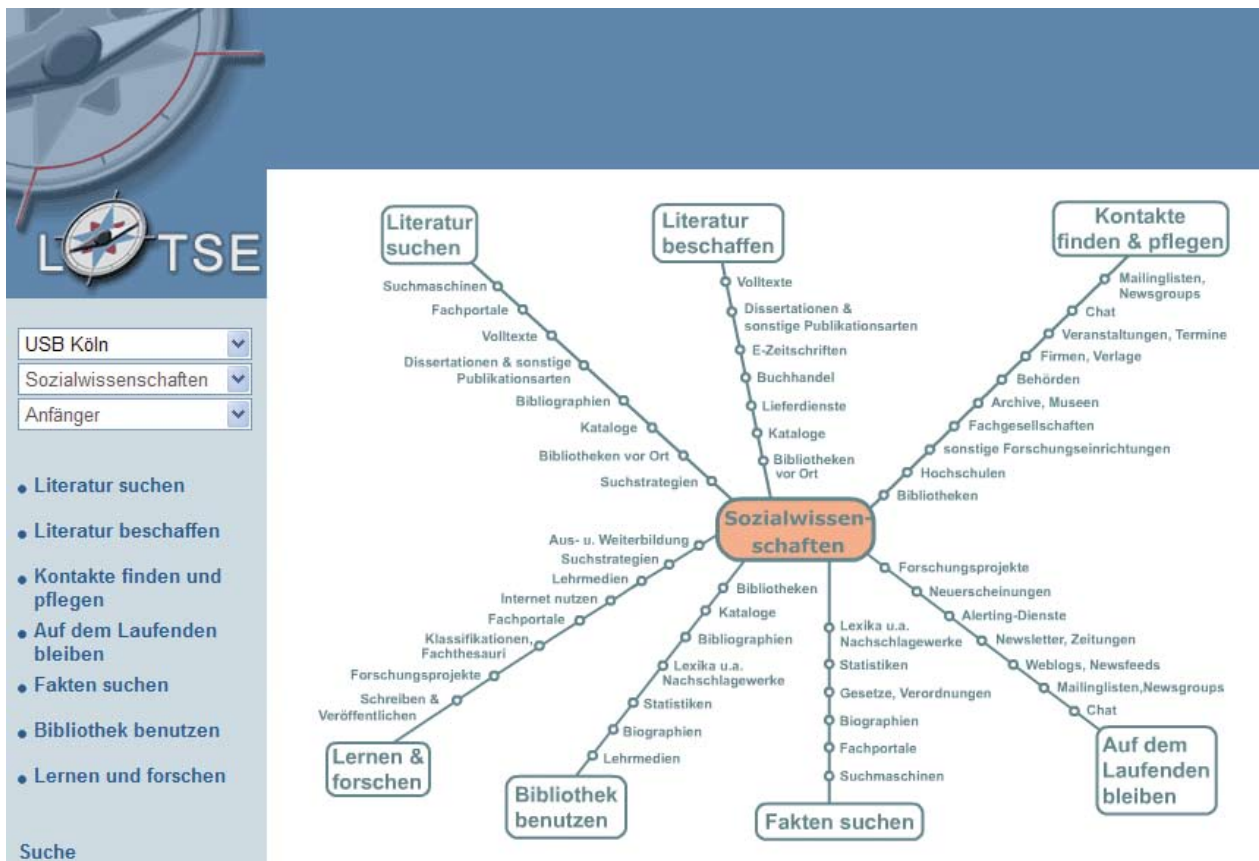 LOTSE
USB Köln
Sozialwissenschaften
Anfänger
Literatur suchen
Literatur beschaffen
Kontakte finden und
pflegen
Auf dem Laufenden
bleiben
Fakten suchen
Bibliothek benutzen
Lernen und forschen
Suche
Literatur
suchen
Suchmaschinen
Fachportale
Volltexte
Dissertationen & sonstige
Publikationsarten
Bibliographien
Kataloge
Bibliotheken vor Ort
Suchstrategien
Literatur
beschaffen
Volltexte
Dissertationen &
sonstige Publikationsarten
E-Zeitschriften
Buchhandel
Lieferdienste
Kataloge
Bibliotheken
vor Ort
Kontakte
finden & pflegen
Mailinglisten,
Newsgroups
Chat
Veranstaltungen, Termine
Firmen, Verlage
Behörden
Archive, Museen
Fachgesellschaften
sonstige Forschungseinrichtungen
Hochschulen
Bibliotheken
Sozialwissen-
schaften
Aus- u. Weiterbildung
Suchstrategien
Lehrmedien
Internet nutzen
Fachportale
Klassifikationen,
Fachthesauri
Forschungsprojekte
Schreiben &
Veröffentlichen
Lernen &
forschen
Bibliotheken
Kataloge
Bibliographien
Lexika u.a.
Nachschlagewerke
Statistiken
Biographien
Lehrmedien
Bibliothek
benutzen
Lexika u.a.
Nachschlagewerke
Statistiken
Gesetze, Verordnungen
Biographien
Fachportale
Suchmaschinen
Fakten suchen
Forschungsprojekte
Neuerscheinungen
Alerting-Dienste
Newsletter, Zeitungen
Weblogs, Newsfeeds
Mailinglisten,Newsgroups
Chat
Auf dem
Laufenden
bleiben